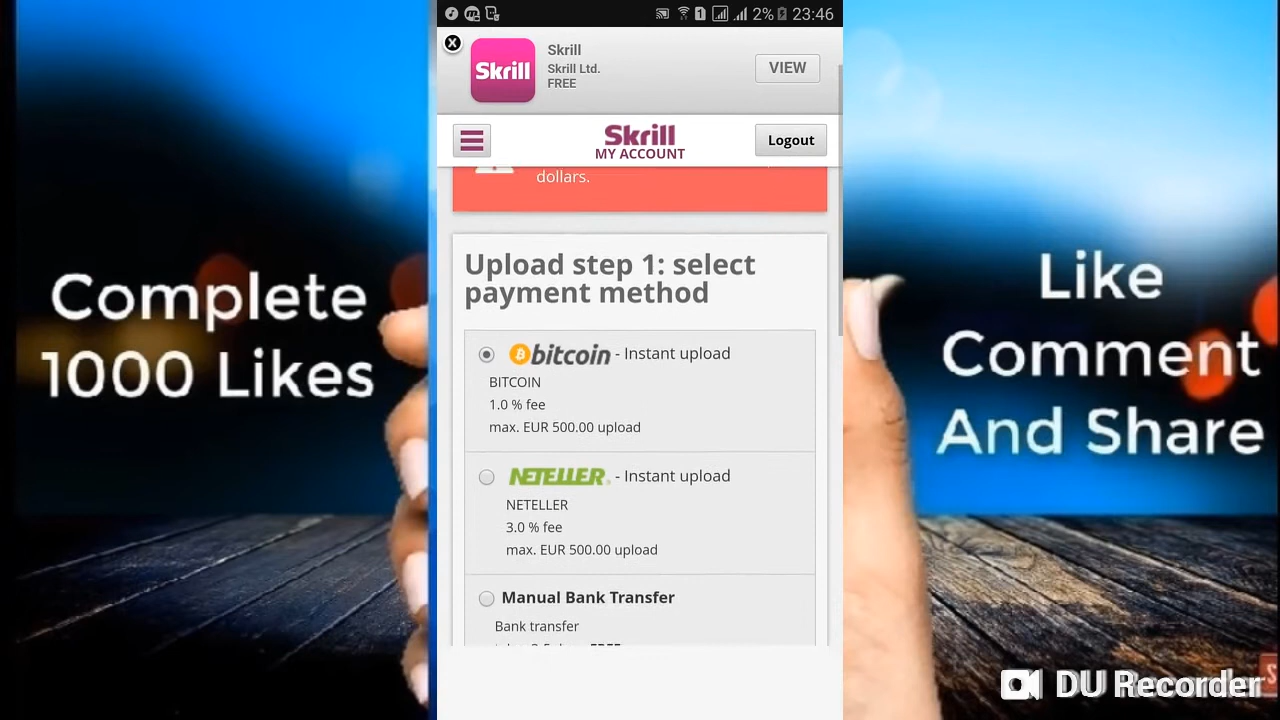 1 2% 23:46
Skrill
Skrill
Skrill Ltd.
FREE
VIEW
Skrill
MY ACCOUNT
Logout
dollars.
Upload step 1: select
payment method
bitcoin - Instant upload
BITCOIN
1.0 % fee
max. EUR 500.00 upload
NETELLER - Instant upload
NETELLER
3.0 % fee
max. EUR 500.00 upload
Manual Bank Transfer
Bank transfer
Complete
1000 Likes
Like
Comment
And Share
DU Recorder